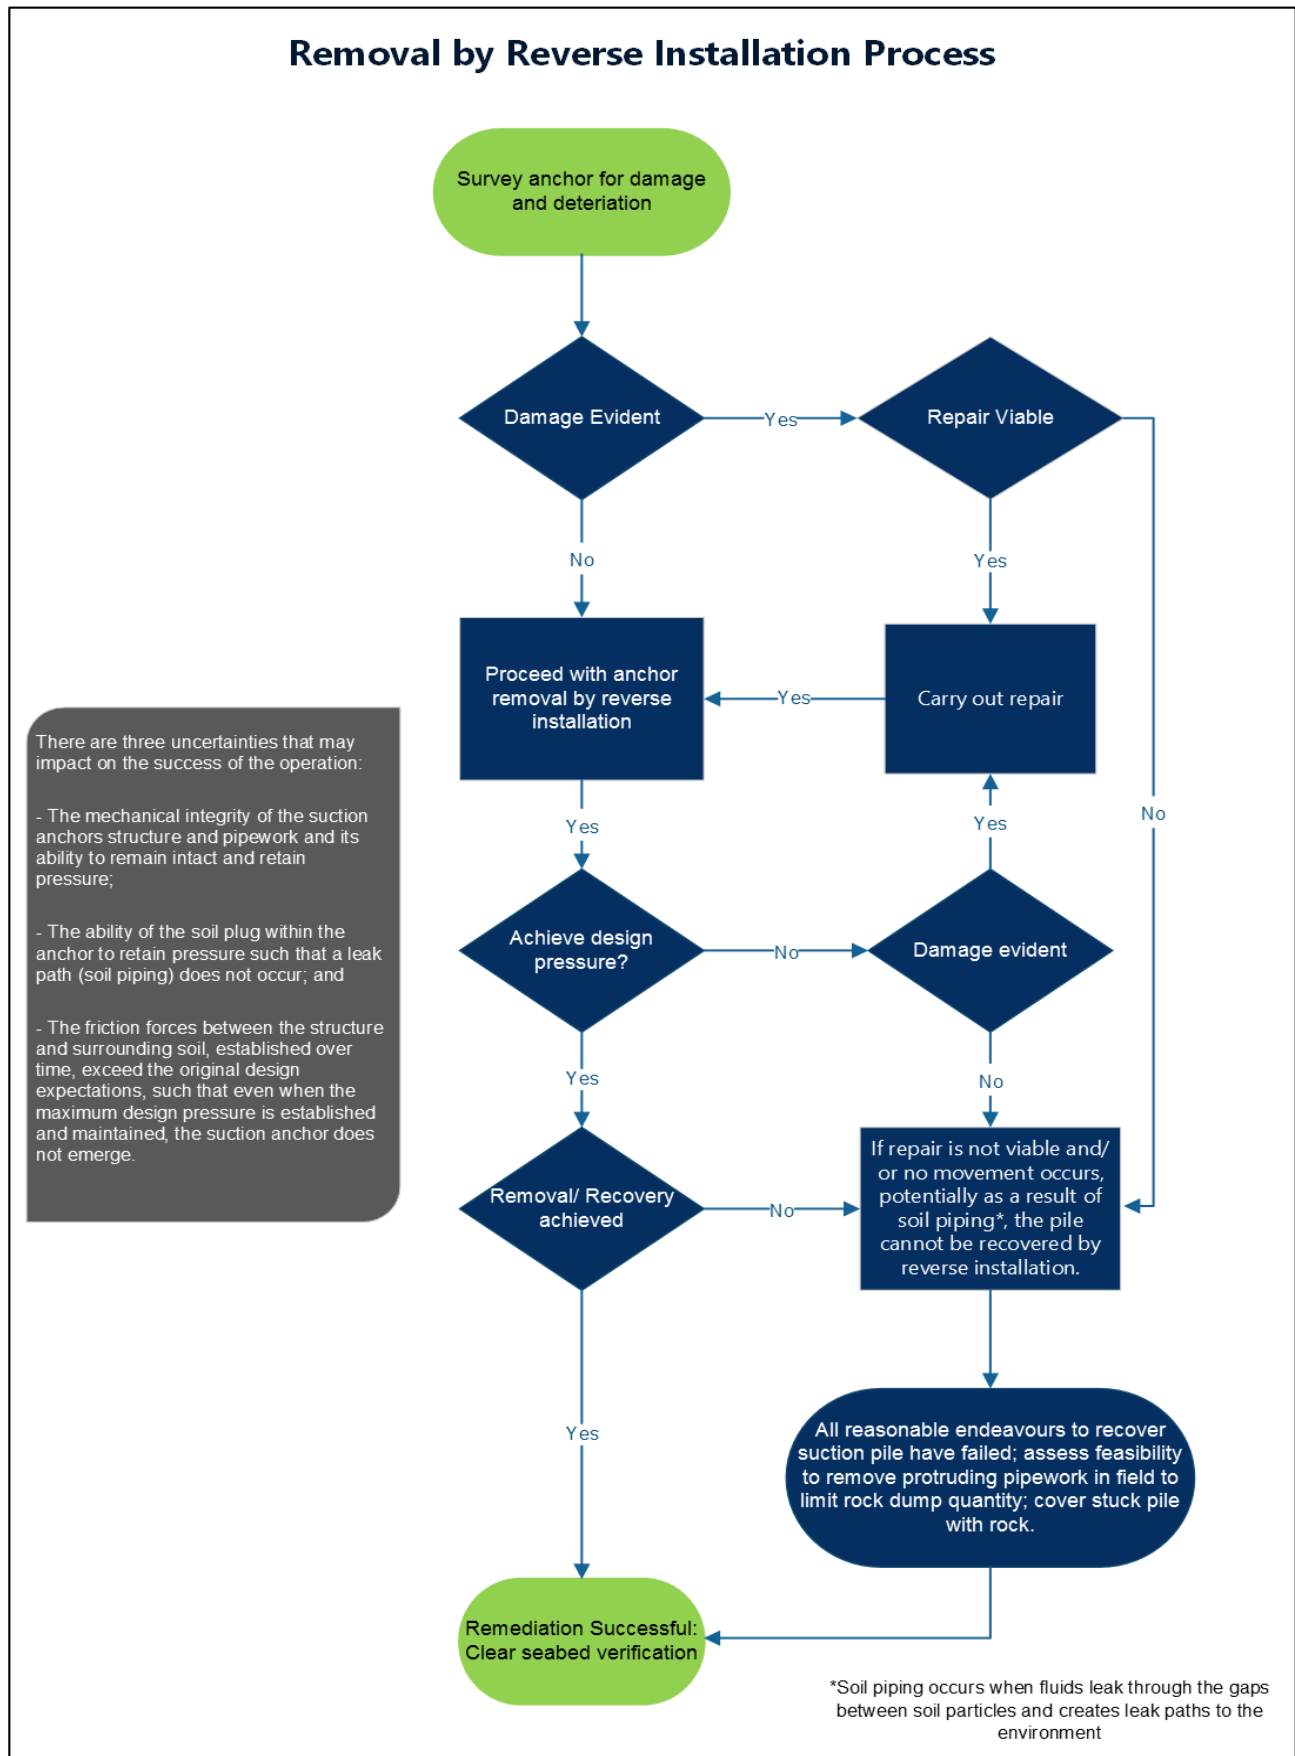 Removal by Reverse Installation Process
Survey anchor for damage
and deteriation
Damage Evident
Yes
Repair Viable
No
Yes
Proceed with anchor
removal by reverse
installation
Yes
Carry out repair
There are three uncertainties that may
impact on the success of the operation:
- The mechanical integrity of the suction
anchors structure and pipework and its
ability to remain intact and retain
pressure;
- The ability of the soil plug within the
anchor to retain pressure such that a leak
path (soil piping) does not occur; and
- The friction forces between the structure
and surrounding soil, established over
time, exceed the original design
expectations, such that even when the
maximum design pressure is established
and maintained, the suction anchor does
not emerge.
Yes
Yes
No
Achieve design
pressure?
No
Damage evident
Yes
No
Removal/ Recovery
achieved
No
If repair is not viable and/
or no movement occurs,
potentially as a result of
soil piping*, the pile
cannot be recovered by
reverse installation.
Yes
All reasonable endeavours to recover
suction pile have failed; assess feasibility
to remove protruding pipework in field to
limit rock dump quantity; cover stuck pile
with rock.
Remediation Successful:
Clear seabed verification
*Soil piping occurs when fluids leak through the gaps
between soil particles and creates leak paths to the
environment